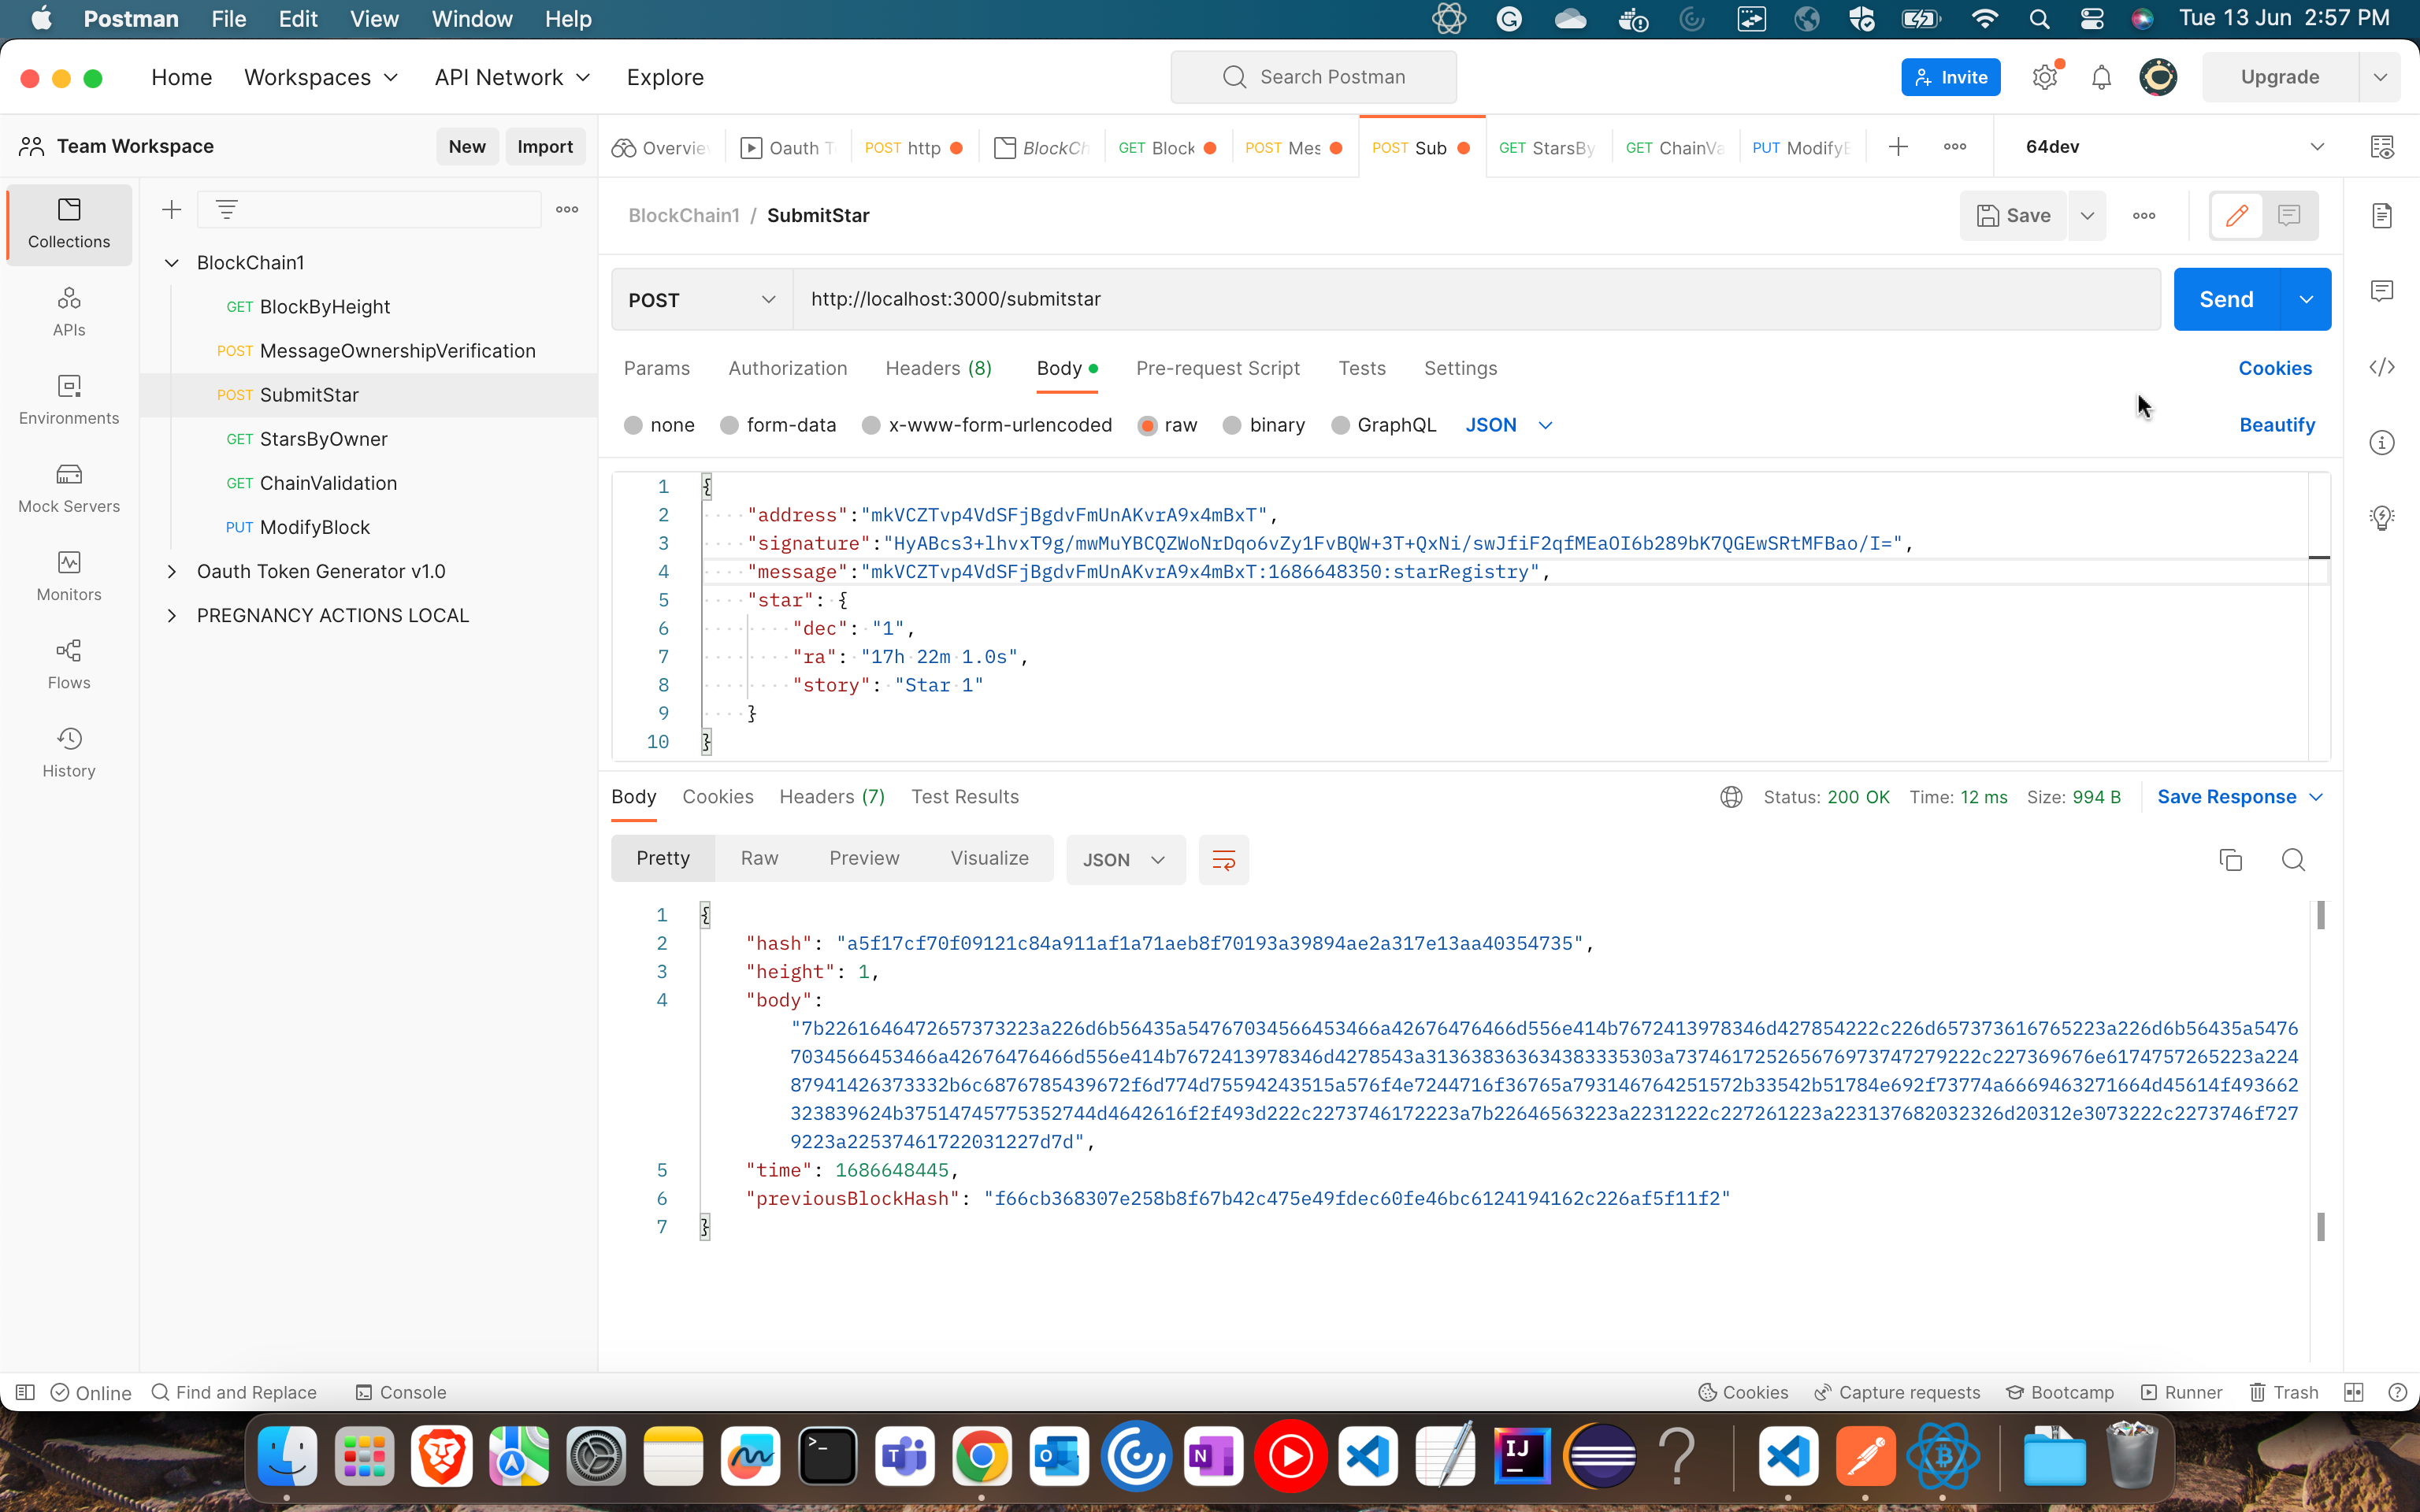 Postman File Edit View Window Help Tue 13 Jun 2:57 PM
Home Workspaces API Network Explore Search Postman Invite Upgrade
Team Workspace New Import
Overvie Oauth T POST http BlockCh GET Block POST Mes POST Sub GET StarsBy GET ChainVa PUT ModifyB 64dev
Collections
APIs
Environments
Mock Servers
Monitors
Flows
History
BlockChain1
GET BlockByHeight
POST MessageOwnershipVerification
POST SubmitStar
GET StarsByOwner
GET ChainValidation
PUT ModifyBlock
Oauth Token Generator v1.0
PREGNANCY ACTIONS LOCAL
BlockChain1 / SubmitStar Save
POST http://localhost:3000/submitstar Send
Params Authorization Headers (8) Body Pre-request Script Tests Settings Cookies
none form-data x-www-form-urlencoded raw binary GraphQL JSON Beautify
1 {
2 "address":"mkVCZTvp4VdSFjBgdvFmUnAKvrA9x4mBxT",
3 "signature":"HyABcs3+lhvxT9g/mwMuYBCQZWoNrDqo6vZy1FvBQW+3T+QxNi/swJfiF2qfMEaOI6b289bK7QGEwSRtMFBao/I=",
4 "message":"mkVCZTvp4VdSFjBgdvFmUnAKvrA9x4mBxT:1686648350:starRegistry",
5 "star": {
6 "dec": "1",
7 "ra": "17h 22m 1.0s",
8 "story": "Star 1"
9 }
10 }
Body Cookies Headers (7) Test Results Status: 200 OK Time: 12 ms Size: 994 B Save Response
Pretty Raw Preview Visualize JSON
1 {
2 "hash": "a5f17cf70f09121c84a911af1a71aeb8f70193a39894ae2a317e13aa40354735",
3 "height": 1,
4 "body":
"7b2261646472657373223a226d6b56435a54767034566453466a42676476466d556e414b7672413978346d427854222c226d657373616765223a226d6b56435a5476
7034566453466a42676476466d556e414b7672413978346d4278543a313638363634383335303a7374617252656769737472279222c227369676e6174757265223a224
87941426373332b6c6876785439672f6d774d75594243515a576f4e7244716f36765a793146764251572b33542b51784e692f73774a6669463271664d45614f493662
323839624b375147457753527​44d4642616f2f493d222c2273746172223a7b22646563223a2231222c227261223a223137682032326d20312e3073222c2273746f7279
223a22537461722031227d7d",
5 "time": 1686648445,
6 "previousBlockHash": "f66cb368307e258b8f67b42c475e49fdec60fe46bc6124194162c226af5f11f2"
7 }
Online Find and Replace Console Cookies Capture requests Bootcamp Runner Trash